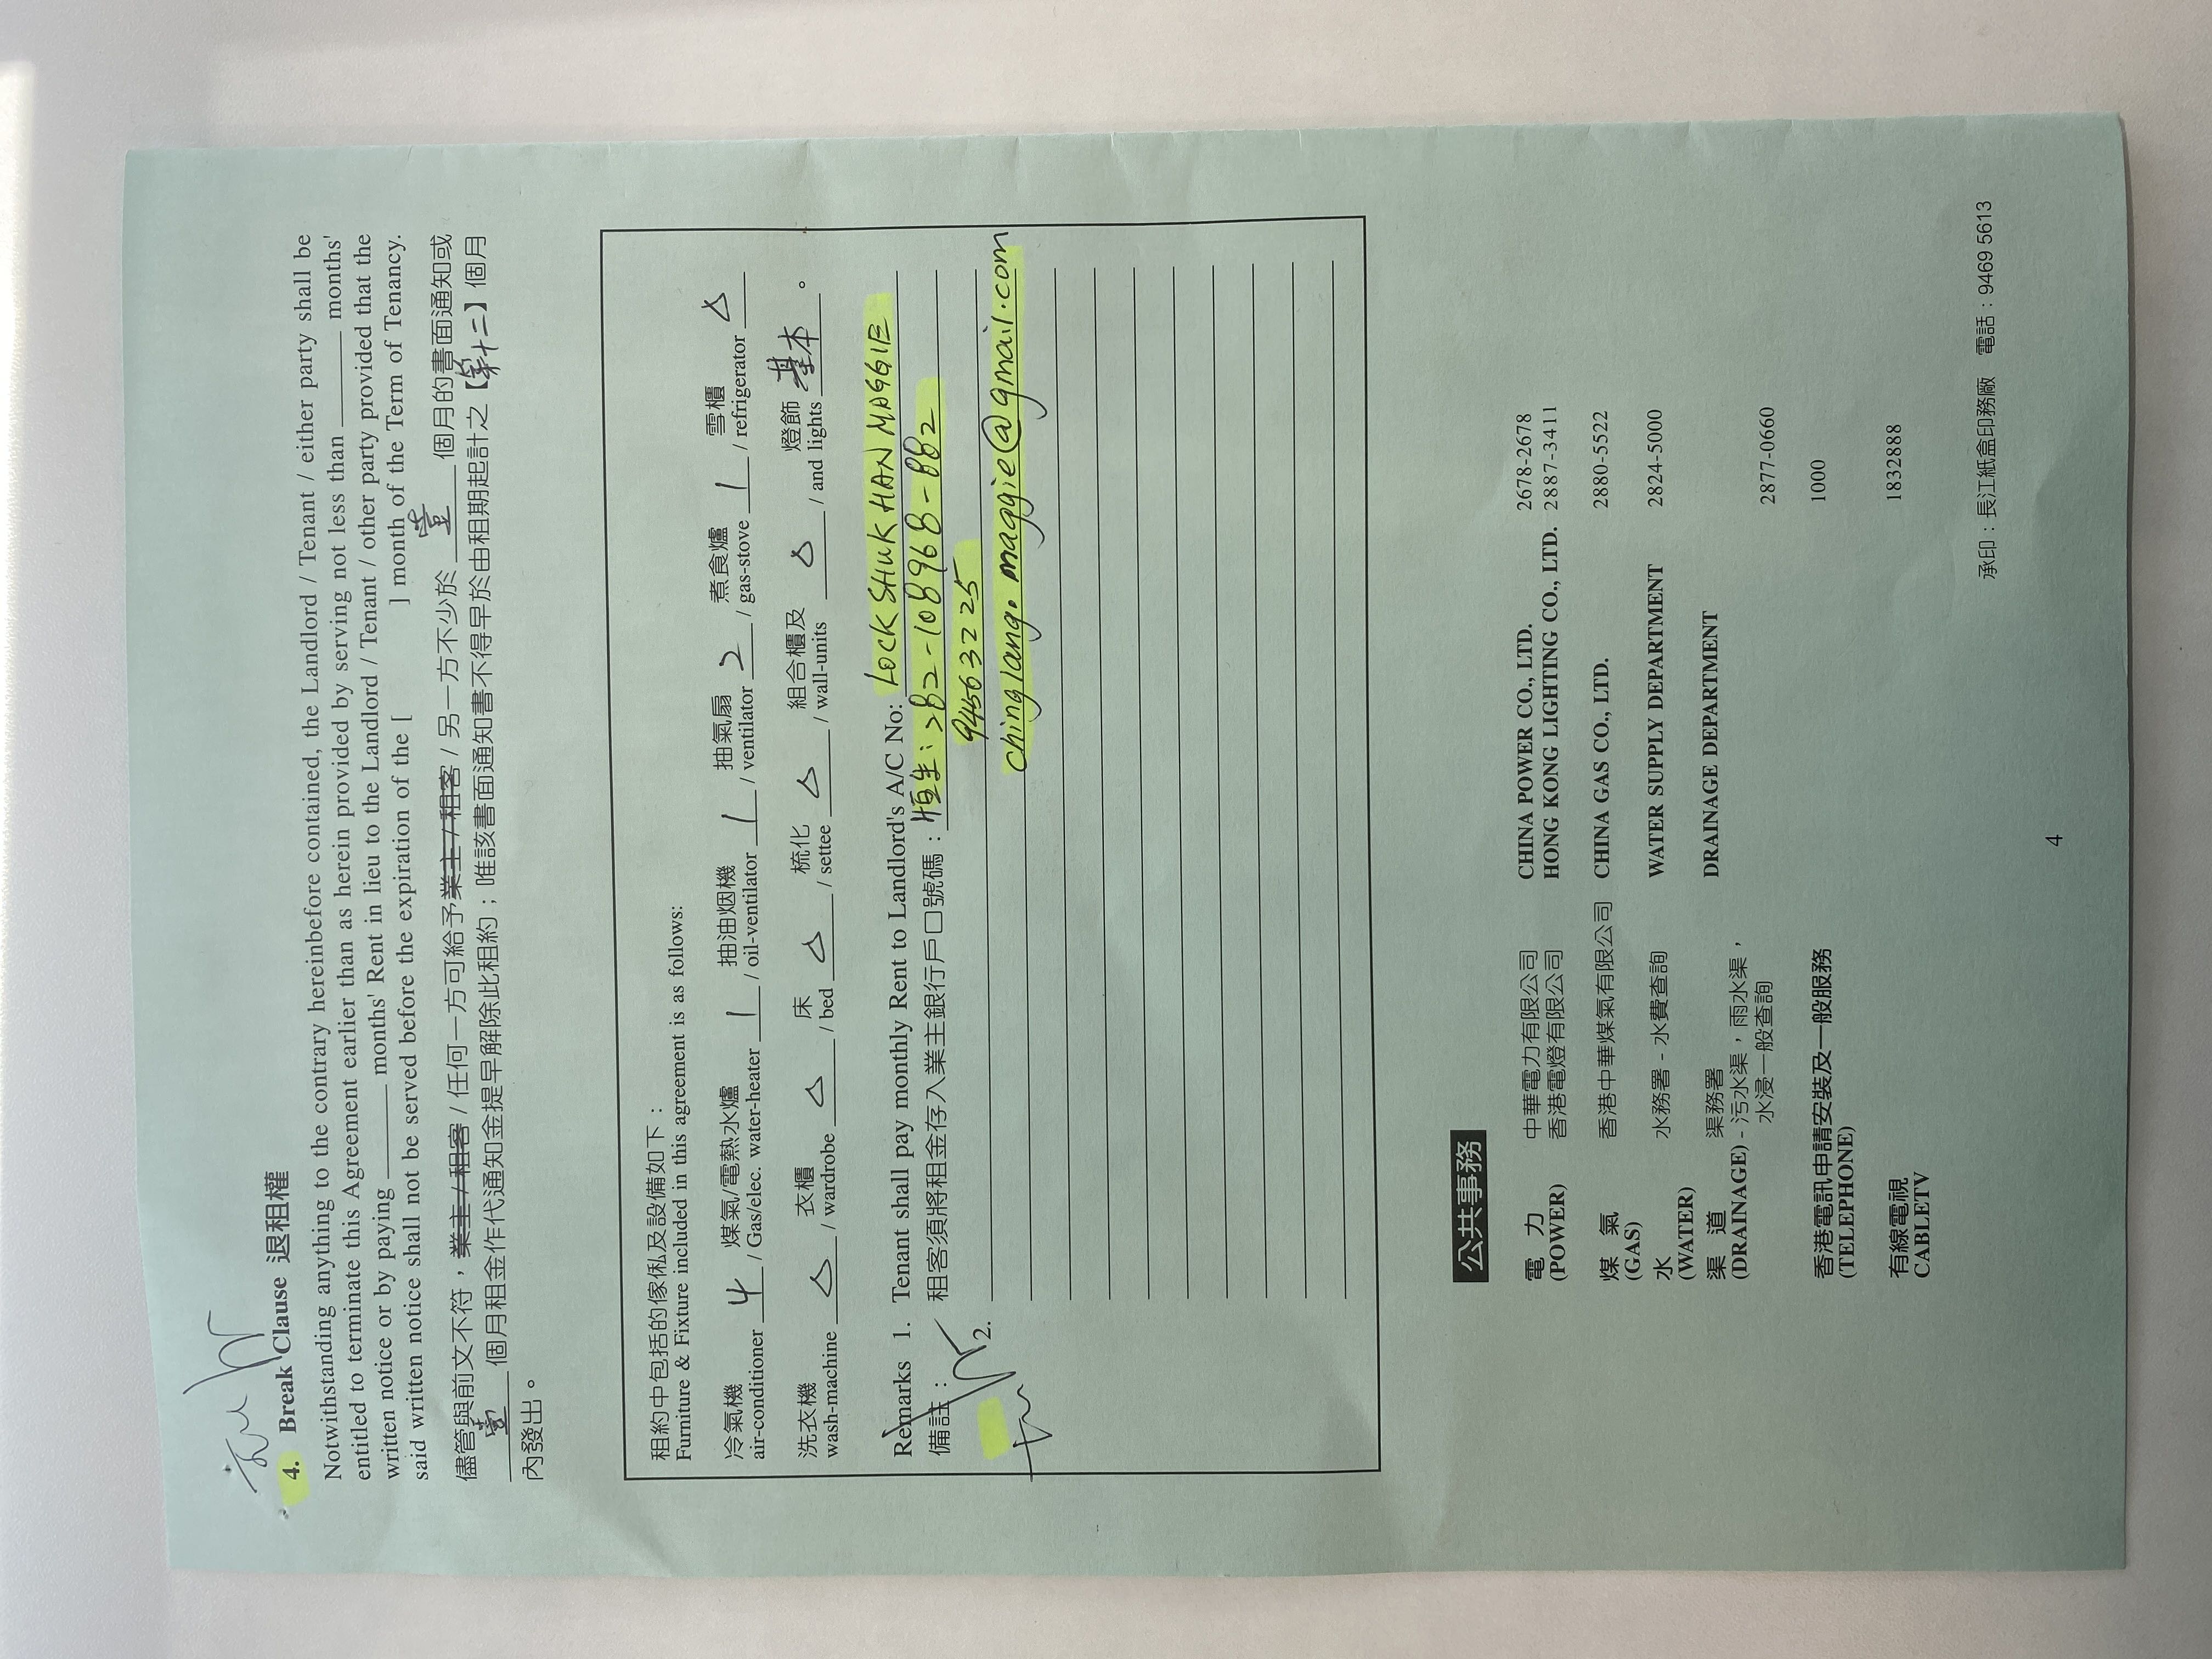 4. Break Clause 退租權
Notwithstanding anything to the contrary hereinbefore contained, the Landlord / Tenant / either party shall be
entitled to terminate this Agreement earlier than as herein provided by serving not less than ________ months'
written notice or by paying ________ months' Rent in lieu to the Landlord / Tenant / other party provided that the
said written notice shall not be served before the expiration of the [ ] month of the Term of Tenancy.
儘管與前文不符，業主 / 租客 / 任何一方可給予業主 / 租客 / 另一方不少於 壹 個月的書面通知或
壹 個月租金作代通知金提早解除此租約；唯該書面通知書不得早於由租期起計之【第十二】個月
內發出。
租約中包括的傢俬及設備如下：
Furniture & Fixture included in this agreement is as follows:
冷氣機 煤氣/電熱水爐 抽油烟機 抽氣扇 煮食爐 雪櫃
air-conditioner 4 / Gas/elec. water-heater 1 / oil-ventilator 1 / ventilator 2 / gas-stove 1 / refrigerator △
洗衣機 衣櫃 床 梳化 組合櫃及 燈飾
wash-machine △ / wardrobe △ / bed △ / settee △ / wall-units △ / and lights 基本 。
Remarks 1. Tenant shall pay monthly Rent to Landlord's A/C No: LOCK SHUK HAN MAGGIE
備註： 租客須將租金存入業主銀行戶口號碼：恒生：
94563225
2. chinglang.maggie@gmail.com
公共事務
電 力 中華電力有限公司 CHINA POWER CO., LTD. 2678-2678
(POWER) 香港電燈有限公司 HONG KONG LIGHTING CO., LTD. 2887-3411
煤 氣 香港中華煤氣有限公司 CHINA GAS CO., LTD. 2880-5522
(GAS)
水 水務署 - 水費查詢 WATER SUPPLY DEPARTMENT 2824-5000
(WATER)
渠 道 渠務署 DRAINAGE DEPARTMENT
(DRAINAGE) - 污水渠，雨水渠，
水浸一般查詢 2877-0660
香港電訊申請安裝及一般服務 1000
(TELEPHONE)
有線電視 1832888
CABLETV
承印：長江紙盒印務廠 電話：9469 5613
4